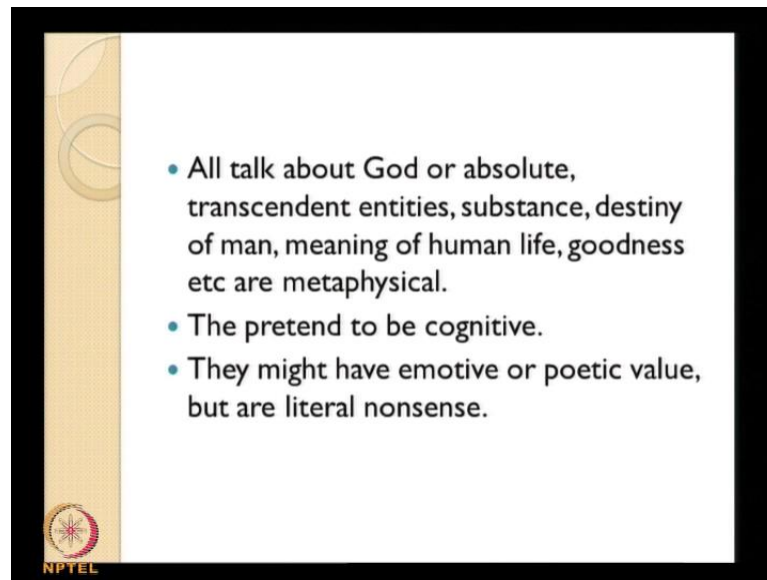 • All talk about God or absolute,
transcendent entities, substance, destiny
of man, meaning of human life, goodness
etc are metaphysical.
• The pretend to be cognitive.
• They might have emotive or poetic value,
but are literal nonsense.
NPTEL